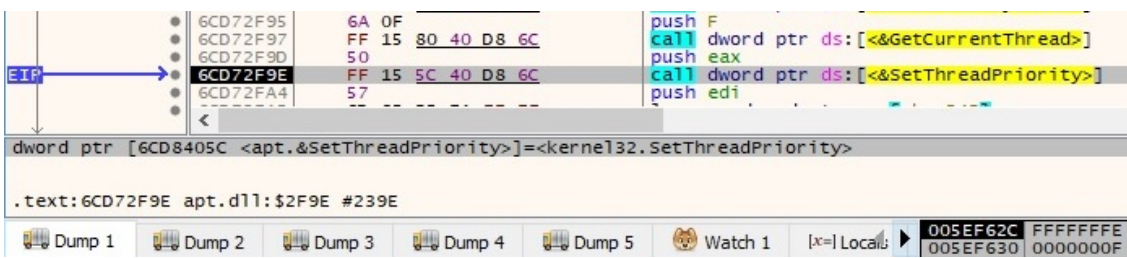 6CD72F95 6A 0F push F
6CD72F97 FF 15 80 40 D8 6C call dword ptr ds:[<&GetCurrentThread>]
6CD72F9D 50 push eax
EIP 6CD72F9E FF 15 5C 40 D8 6C call dword ptr ds:[<&SetThreadPriority>]
6CD72FA4 57 push edi
dword ptr [6CD8405C <apt.&SetThreadPriority>]=<kernel32.SetThreadPriority>
.text:6CD72F9E apt.dll:$2F9E #239E
Dump 1 Dump 2 Dump 3 Dump 4 Dump 5 Watch 1 [x=] Locals 005EF62C FFFFFFFE
005EF630 0000000F